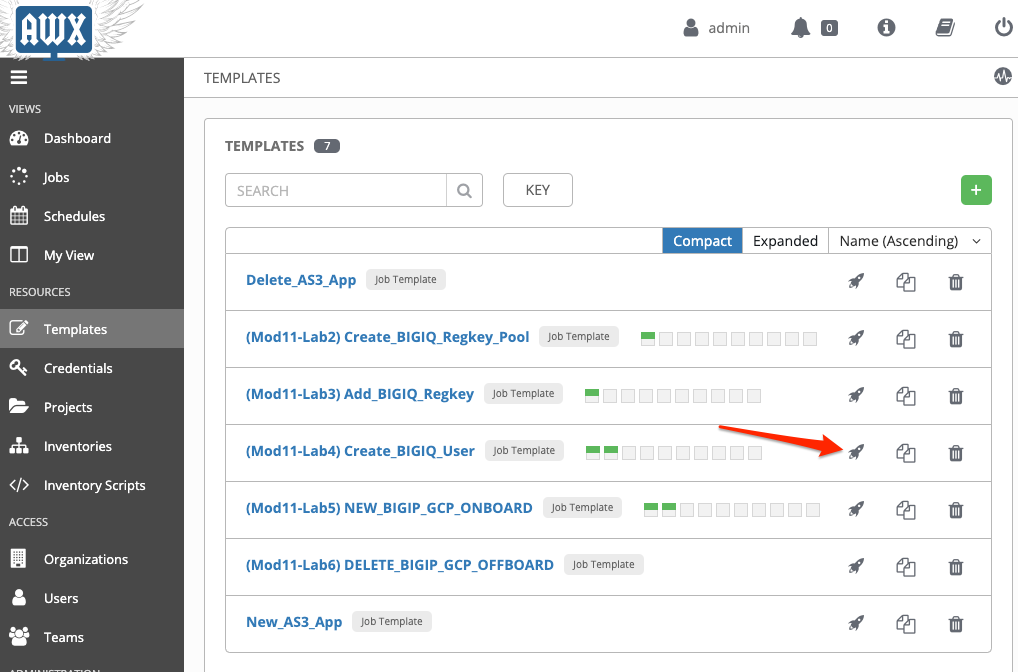 AWX
admin
0
TEMPLATES
VIEWS
Dashboard
Jobs
Schedules
My View
RESOURCES
Templates
Credentials
Projects
Inventories
Inventory Scripts
ACCESS
Organizations
Users
Teams
ADMINISTRATION
TEMPLATES 7
SEARCH
KEY
+
Compact Expanded Name (Ascending)
Delete_AS3_App Job Template
(Mod11-Lab2) Create_BIGIQ_Regkey_Pool Job Template
(Mod11-Lab3) Add_BIGIQ_Regkey Job Template
(Mod11-Lab4) Create_BIGIQ_User Job Template
(Mod11-Lab5) NEW_BIGIP_GCP_ONBOARD Job Template
(Mod11-Lab6) DELETE_BIGIP_GCP_OFFBOARD Job Template
New_AS3_App Job Template